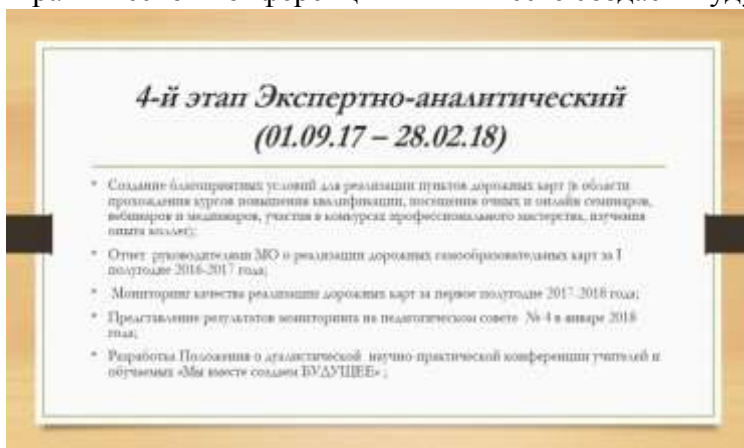 4-й этап Экспертно-аналитический
(01.09.17 – 28.02.18)
• Создание благоприятных условий для реализации пунктов дорожных карт (в области
прохождения курсов повышения квалификации, посещения очных и онлайн семинаров,
вебинаров и медиинаров, участия в конкурсах профессионального мастерства, изучения
опыта коллег);
• Отчет руководителями МО о реализации дорожных самообразовательных карт за I
полугодие 2016-2017 года;
• Мониторинг качества реализации дорожных карт за первое полугодие 2017-2018 года;
• Представление результатов мониторинга на педагогическом совете № 4 в январе 2018
года;
• Разработка Положения о дуалистической научно-практической конференции учителей и
обучаемых «Мы вместе создаем БУДУЩЕЕ» ;